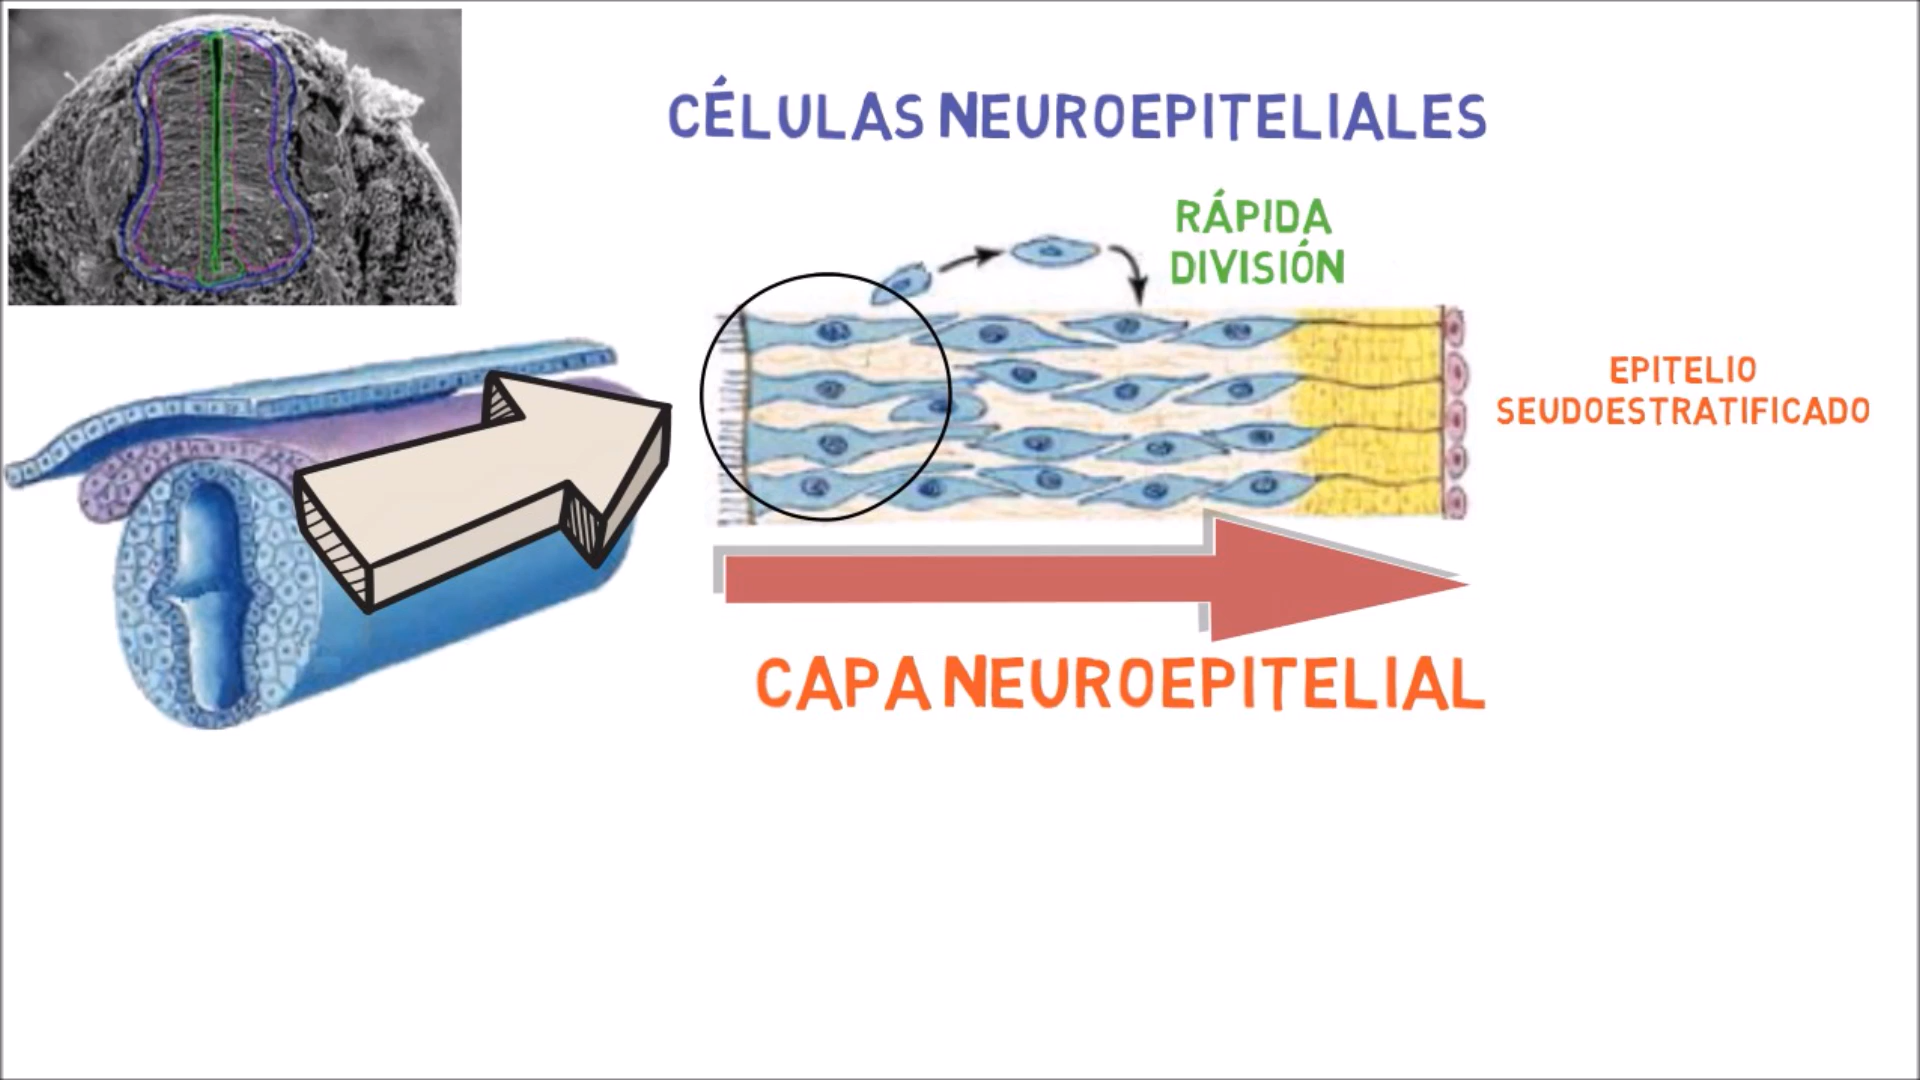 CÉLULAS NEUROEPITELIALES
RÁPIDA
DIVISIÓN
EPITELIO
SEUDOESTRATIFICADO
CAPA NEUROEPITELIAL